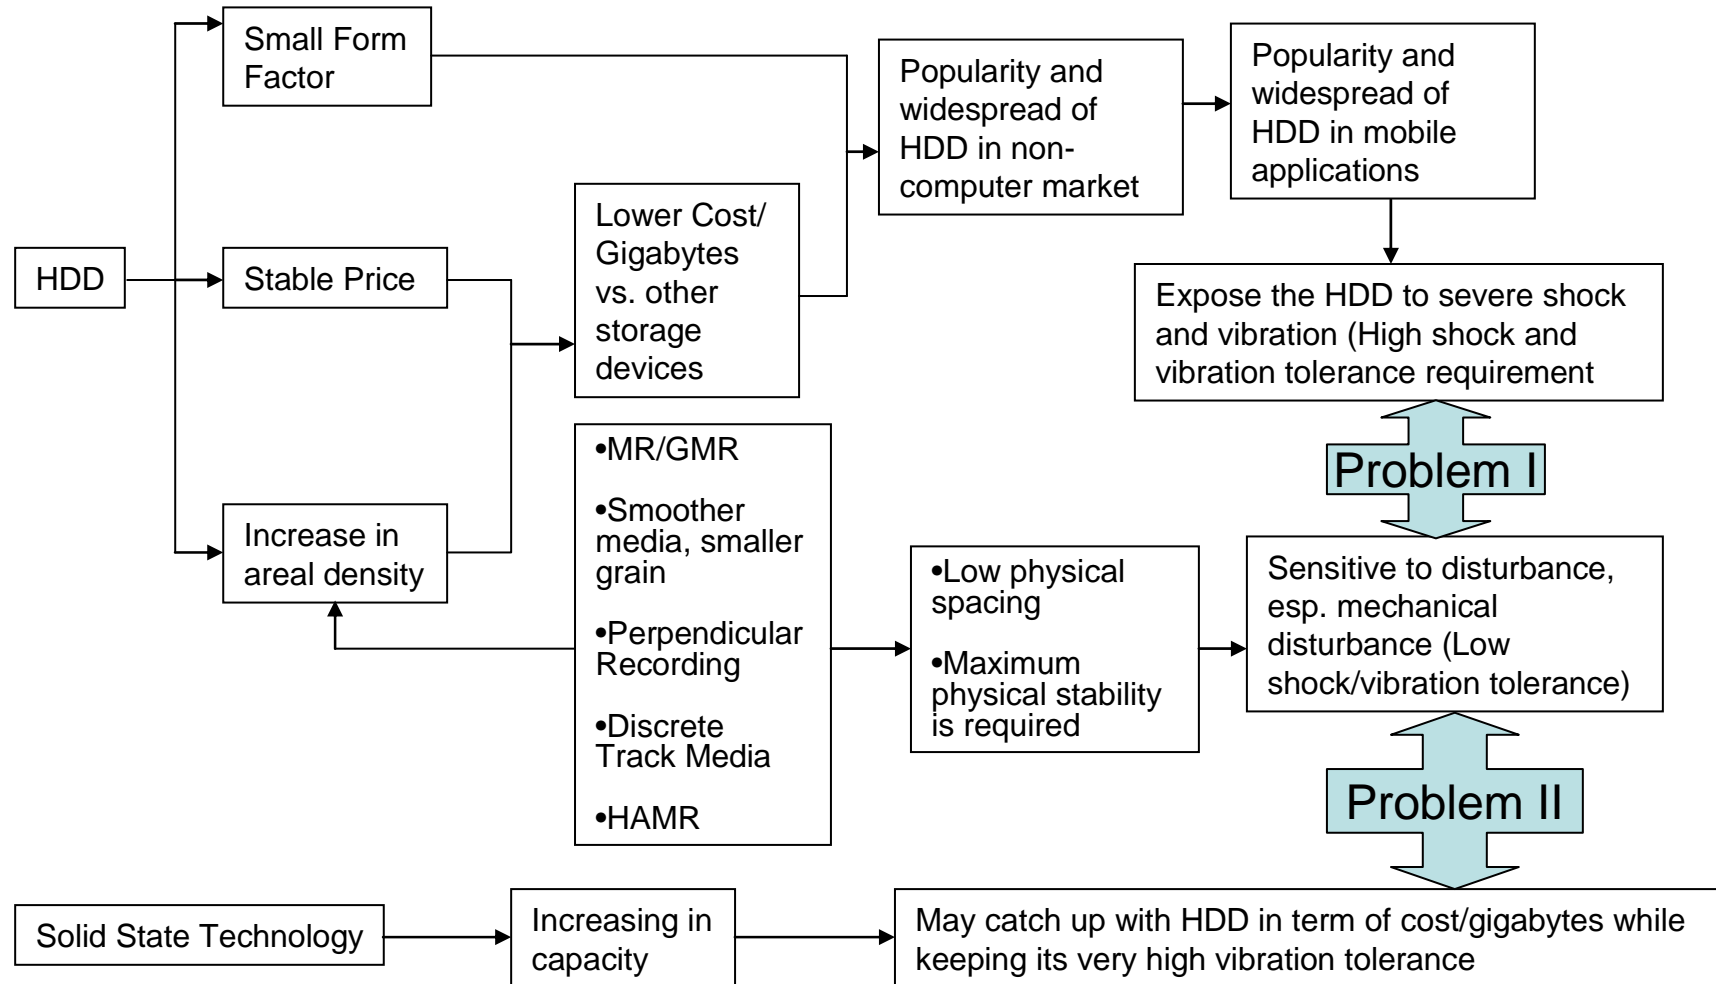 Small Form
Factor
Popularity and
widespread of
HDD in non-
computer market
Popularity and
widespread of
HDD in mobile
applications
HDD
Stable Price
Lower Cost/
Gigabytes
vs. other
storage
devices
Expose the HDD to severe shock
and vibration (High shock and
vibration tolerance requirement
Problem I
Increase in
areal density
•MR/GMR
•Smoother
media, smaller
grain
•Perpendicular
Recording
•Discrete
Track Media
•HAMR
•Low physical
spacing
•Maximum
physical stability
is required
Sensitive to disturbance,
esp. mechanical
disturbance (Low
shock/vibration tolerance)
Problem II
Solid State Technology
Increasing in
capacity
May catch up with HDD in term of cost/gigabytes while
keeping its very high vibration tolerance